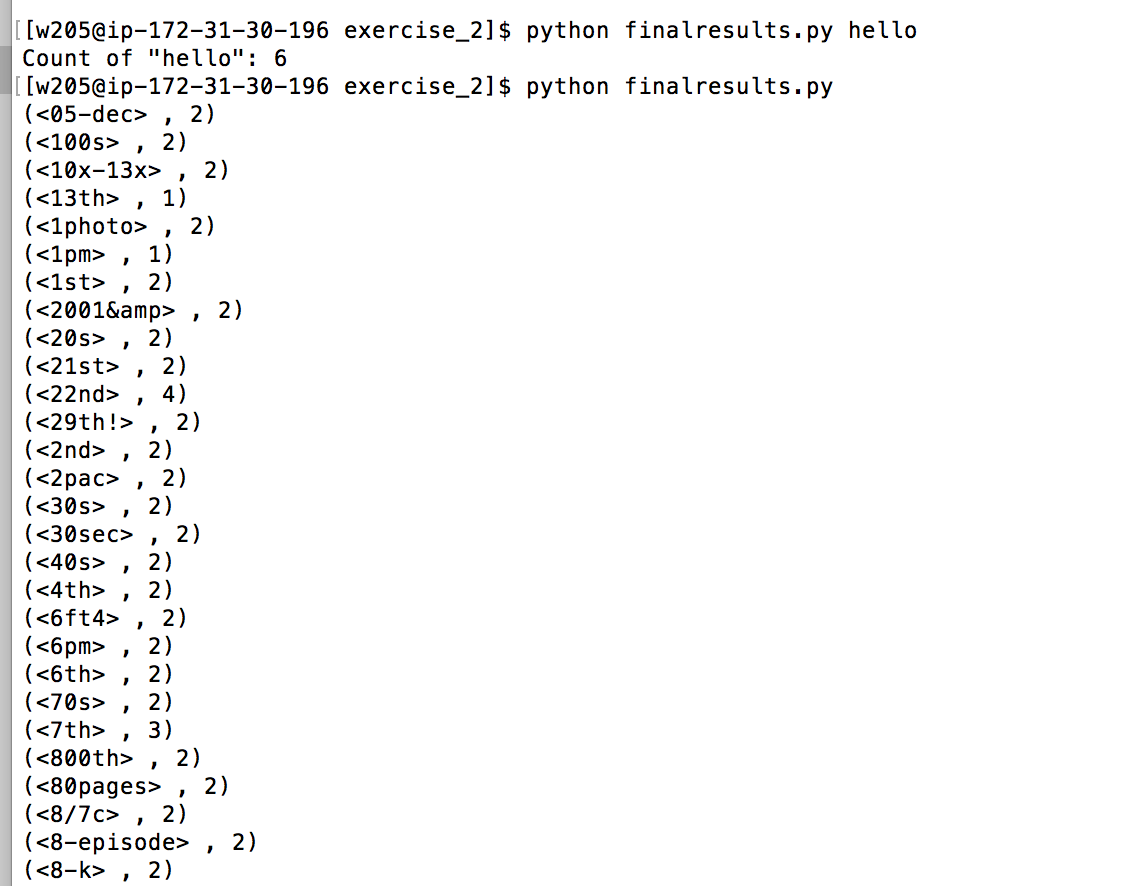 [[w205@ip-172-31-30-196 exercise_2]$ python finalresults.py hello
Count of "hello": 6
[[w205@ip-172-31-30-196 exercise_2]$ python finalresults.py
(<05-dec> , 2)
(<100s> , 2)
(<10x-13x> , 2)
(<13th> , 1)
(<1photo> , 2)
(<1pm> , 1)
(<1st> , 2)
(<2001&amp> , 2)
(<20s> , 2)
(<21st> , 2)
(<22nd> , 4)
(<29th!> , 2)
(<2nd> , 2)
(<2pac> , 2)
(<30s> , 2)
(<30sec> , 2)
(<40s> , 2)
(<4th> , 2)
(<6ft4> , 2)
(<6pm> , 2)
(<6th> , 2)
(<70s> , 2)
(<7th> , 3)
(<800th> , 2)
(<80pages> , 2)
(<8/7c> , 2)
(<8-episode> , 2)
(<8-k> , 2)